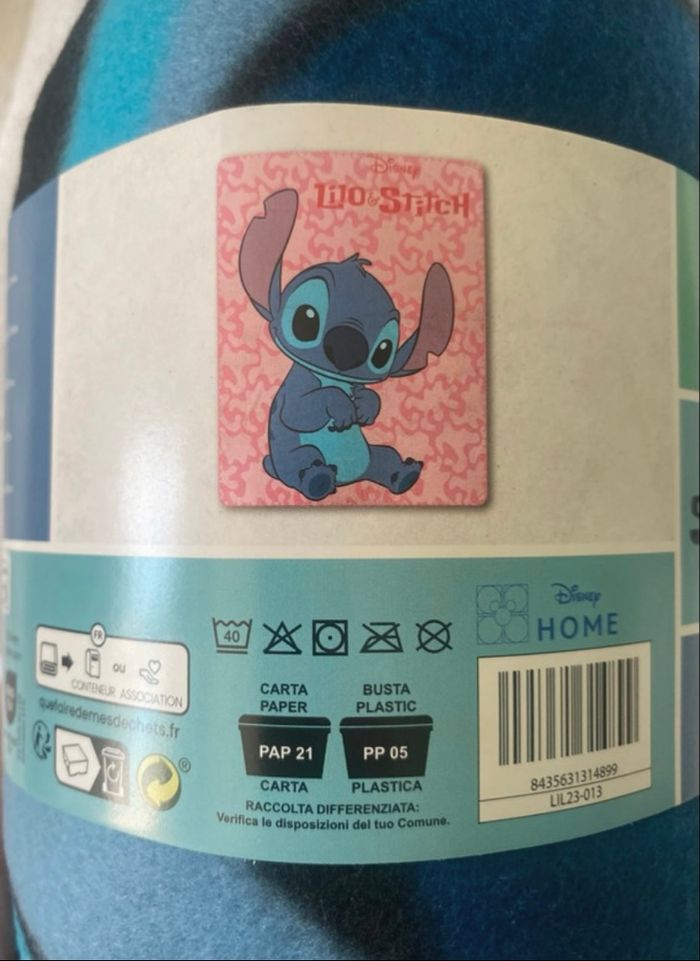 Disney
LILO & STITCH
FR
OU
CONTENEUR ASSOCIATION
quefairedemesdechets.fr
40
Disney
HOME
CARTA
PAPER
PAP 21
CARTA
BUSTA
PLASTIC
PP 05
PLASTICA
RACCOLTA DIFFERENZIATA:
Verifica le disposizioni del tuo Comune.
®
8435631314899
LIL23-013